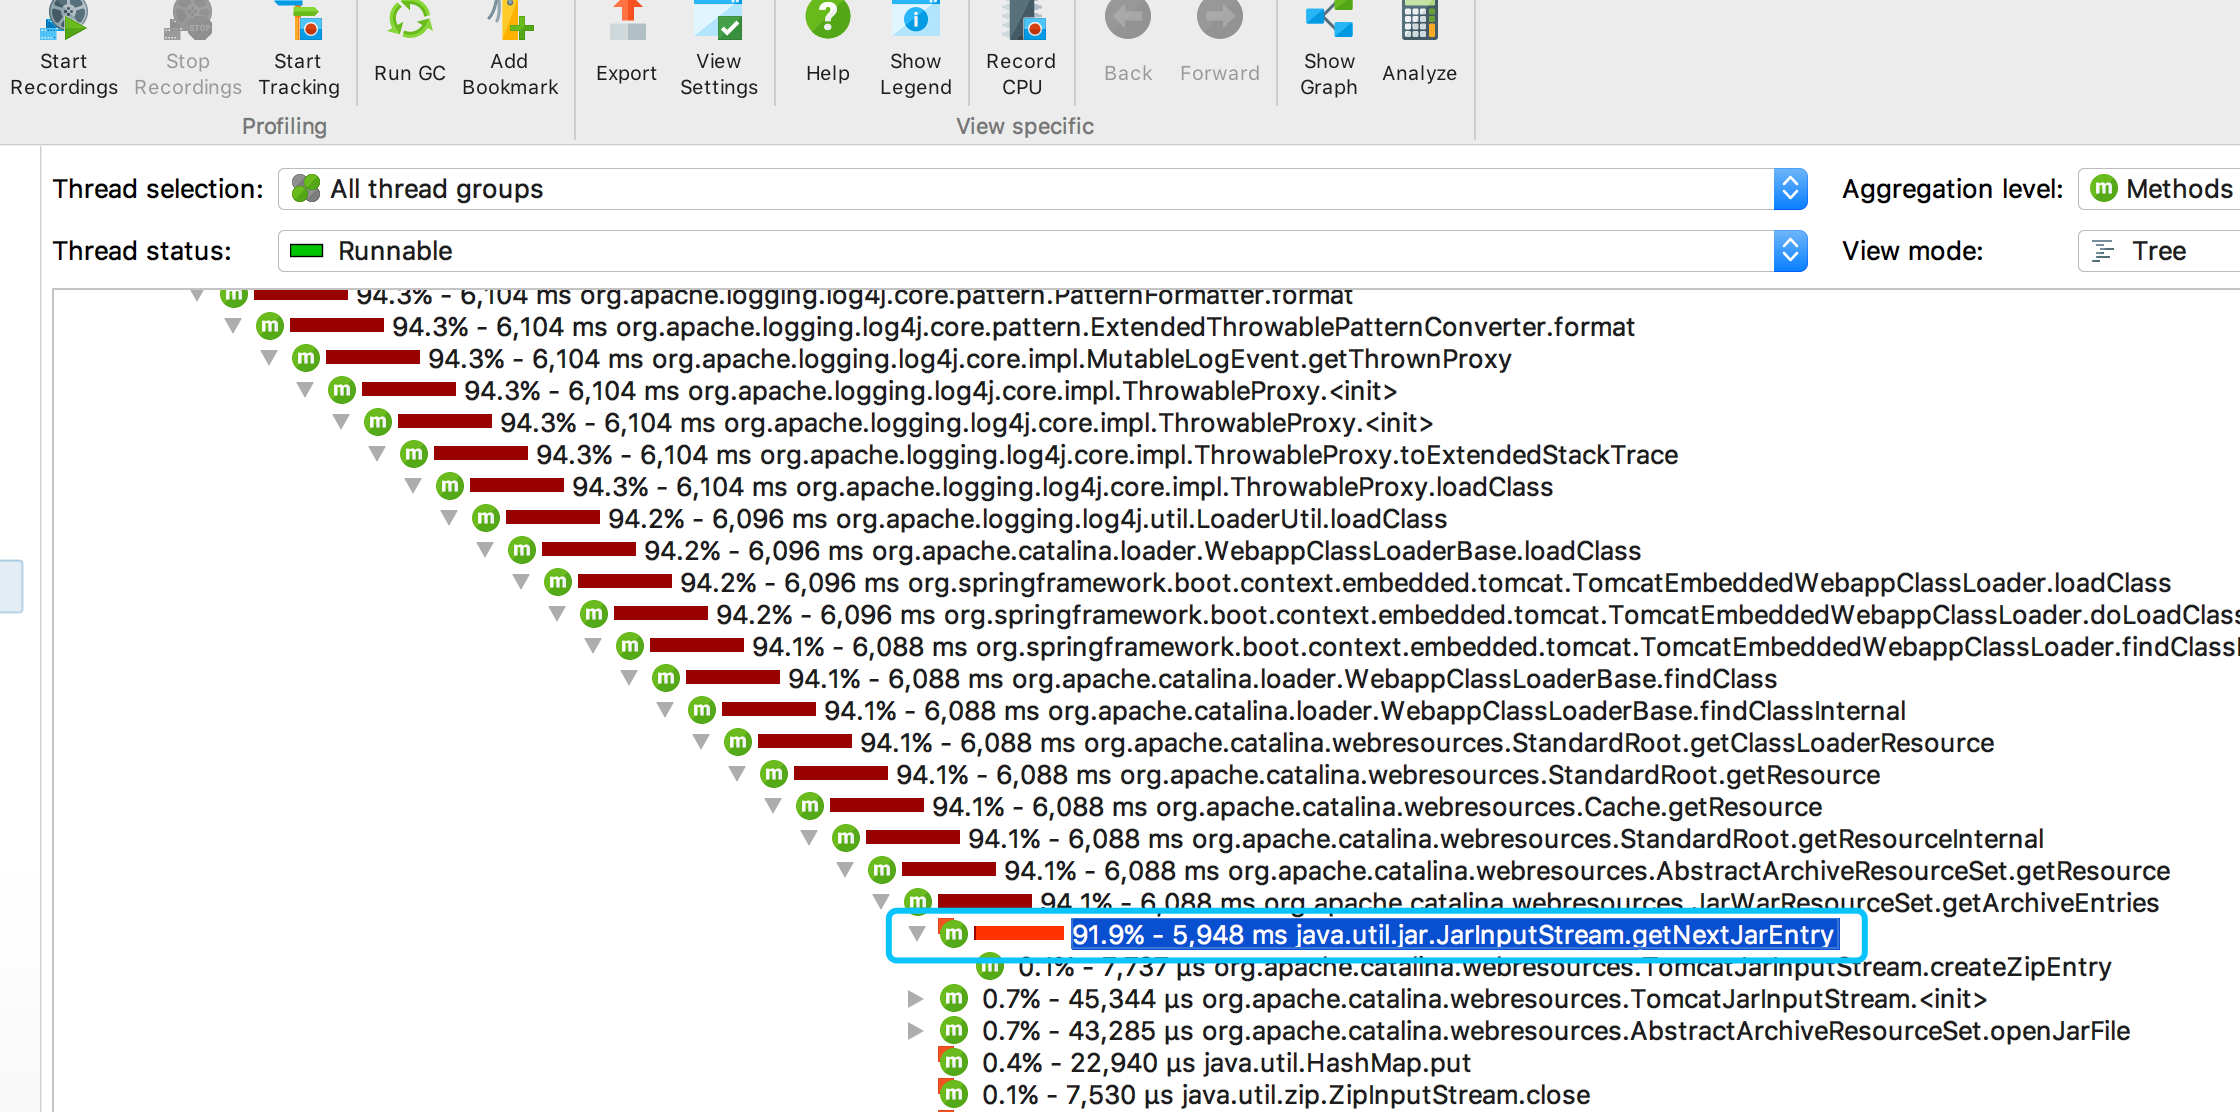 Start Recordings
Stop Recordings
Start Tracking
Run GC
Add Bookmark
Export
View Settings
Help
Show Legend
Record CPU
Back
Forward
Show Graph
Analyze
Profiling
View specific
Thread selection: All thread groups
Aggregation level: m Methods
Thread status: Runnable
View mode: Tree
m 94.3% - 6,104 ms org.apache.logging.log4j.core.pattern.PatternFormatter.format
m 94.3% - 6,104 ms org.apache.logging.log4j.core.pattern.ExtendedThrowablePatternConverter.format
m 94.3% - 6,104 ms org.apache.logging.log4j.core.impl.MutableLogEvent.getThrownProxy
m 94.3% - 6,104 ms org.apache.logging.log4j.core.impl.ThrowableProxy.<init>
m 94.3% - 6,104 ms org.apache.logging.log4j.core.impl.ThrowableProxy.<init>
m 94.3% - 6,104 ms org.apache.logging.log4j.core.impl.ThrowableProxy.toExtendedStackTrace
m 94.3% - 6,104 ms org.apache.logging.log4j.core.impl.ThrowableProxy.loadClass
m 94.2% - 6,096 ms org.apache.logging.log4j.util.LoaderUtil.loadClass
m 94.2% - 6,096 ms org.apache.catalina.loader.WebappClassLoaderBase.loadClass
m 94.2% - 6,096 ms org.springframework.boot.context.embedded.tomcat.TomcatEmbeddedWebappClassLoader.loadClass
m 94.2% - 6,096 ms org.springframework.boot.context.embedded.tomcat.TomcatEmbeddedWebappClassLoader.doLoadClass
m 94.1% - 6,088 ms org.springframework.boot.context.embedded.tomcat.TomcatEmbeddedWebappClassLoader.findClassI
m 94.1% - 6,088 ms org.apache.catalina.loader.WebappClassLoaderBase.findClass
m 94.1% - 6,088 ms org.apache.catalina.loader.WebappClassLoaderBase.findClassInternal
m 94.1% - 6,088 ms org.apache.catalina.webresources.StandardRoot.getClassLoaderResource
m 94.1% - 6,088 ms org.apache.catalina.webresources.StandardRoot.getResource
m 94.1% - 6,088 ms org.apache.catalina.webresources.Cache.getResource
m 94.1% - 6,088 ms org.apache.catalina.webresources.StandardRoot.getResourceInternal
m 94.1% - 6,088 ms org.apache.catalina.webresources.AbstractArchiveResourceSet.getResource
m 94.1% - 6,088 ms org.apache.catalina.webresources.JarWarResourceSet.getArchiveEntries
m 91.9% - 5,948 ms java.util.jar.JarInputStream.getNextJarEntry
m 0.1% - 7,737 µs org.apache.catalina.webresources.TomcatJarInputStream.createZipEntry
m 0.7% - 45,344 µs org.apache.catalina.webresources.TomcatJarInputStream.<init>
m 0.7% - 43,285 µs org.apache.catalina.webresources.AbstractArchiveResourceSet.openJarFile
m 0.4% - 22,940 µs java.util.HashMap.put
m 0.1% - 7,530 µs java.util.zip.ZipInputStream.close